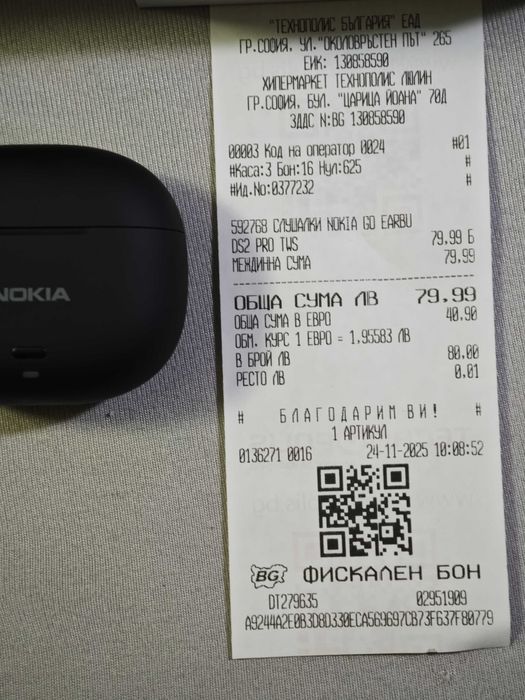 "ТЕХНОПОЛИС БЪЛГАРИЯ" ЕАД
ГР.СОФИЯ, УЛ."ОКОЛОВРЪСТЕН ПЪТ" 265
ЕИК: 130858590
ХИПЕРМАРКЕТ ТЕХНОПОЛИС ЛЮЛИН
ГР.СОФИЯ, БУЛ. "ЦАРИЦА ЙОАНА" 70Д
ЗДДС N:BG 130858590
00003 Код на оператор 0024 #01
#Каса:3 Бон:16 Нул:625 #
#Ид.No:0377232 #
592768 СЛУШАЛКИ NOKIA GO EARBU
DS2 PRO TWS 79.99 Б
МЕЖДИННА СУМА 79.99
ОБЩА СУМА ЛВ 79.99
ОБЩА СУМА В ЕВРО 40.90
ОБМ. КУРС 1 ЕВРО = 1.95583 ЛВ
В БРОЙ ЛВ 80.00
РЕСТО ЛВ 0.01
# БЛАГОДАРИМ ВИ! #
1 АРТИКУЛ
0136271 0016 24-11-2025 10:08:52
BG ФИСКАЛЕН БОН
DT279635 02951909
A9244A2E0B3D8D330ECA569697CB73F637F80779
NOKIA